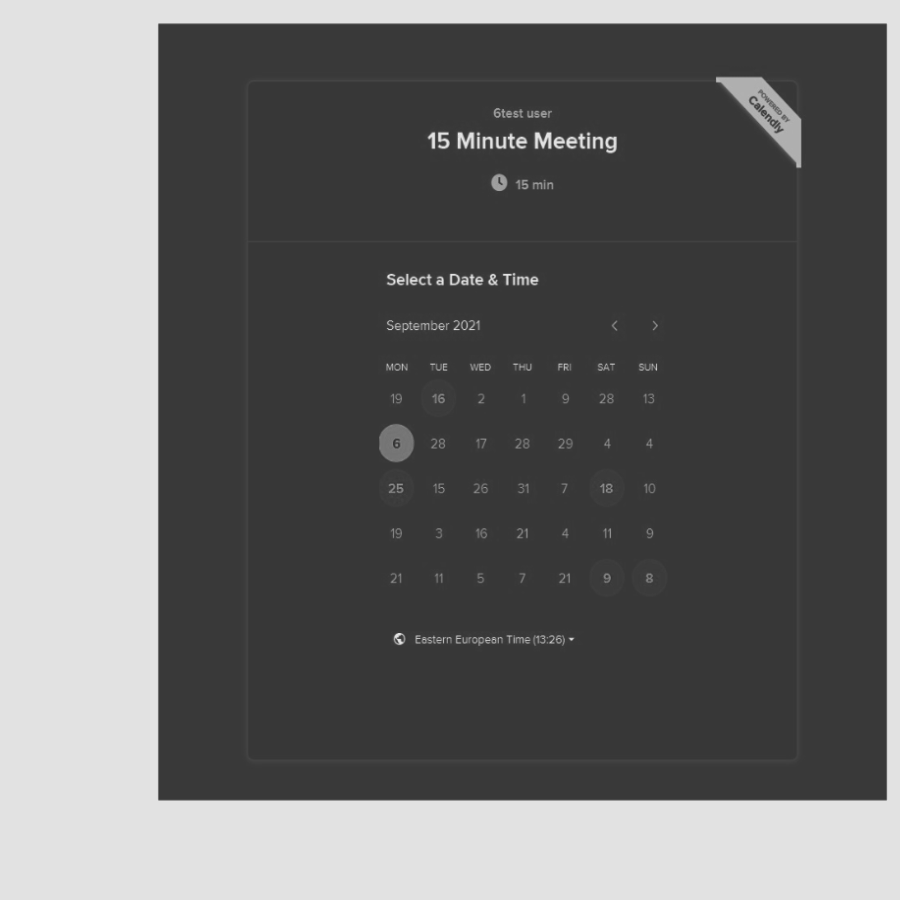 POWERED BY
Calendly
6test user
15 Minute Meeting
15 min
Select a Date & Time
September 2021
MON TUE WED THU FRI SAT SUN
19 16 2 1 9 28 13
6 28 17 28 29 4 4
25 15 26 31 7 18 10
19 3 16 21 4 11 9
21 11 5 7 21 9 8
Eastern European Time (13:26)